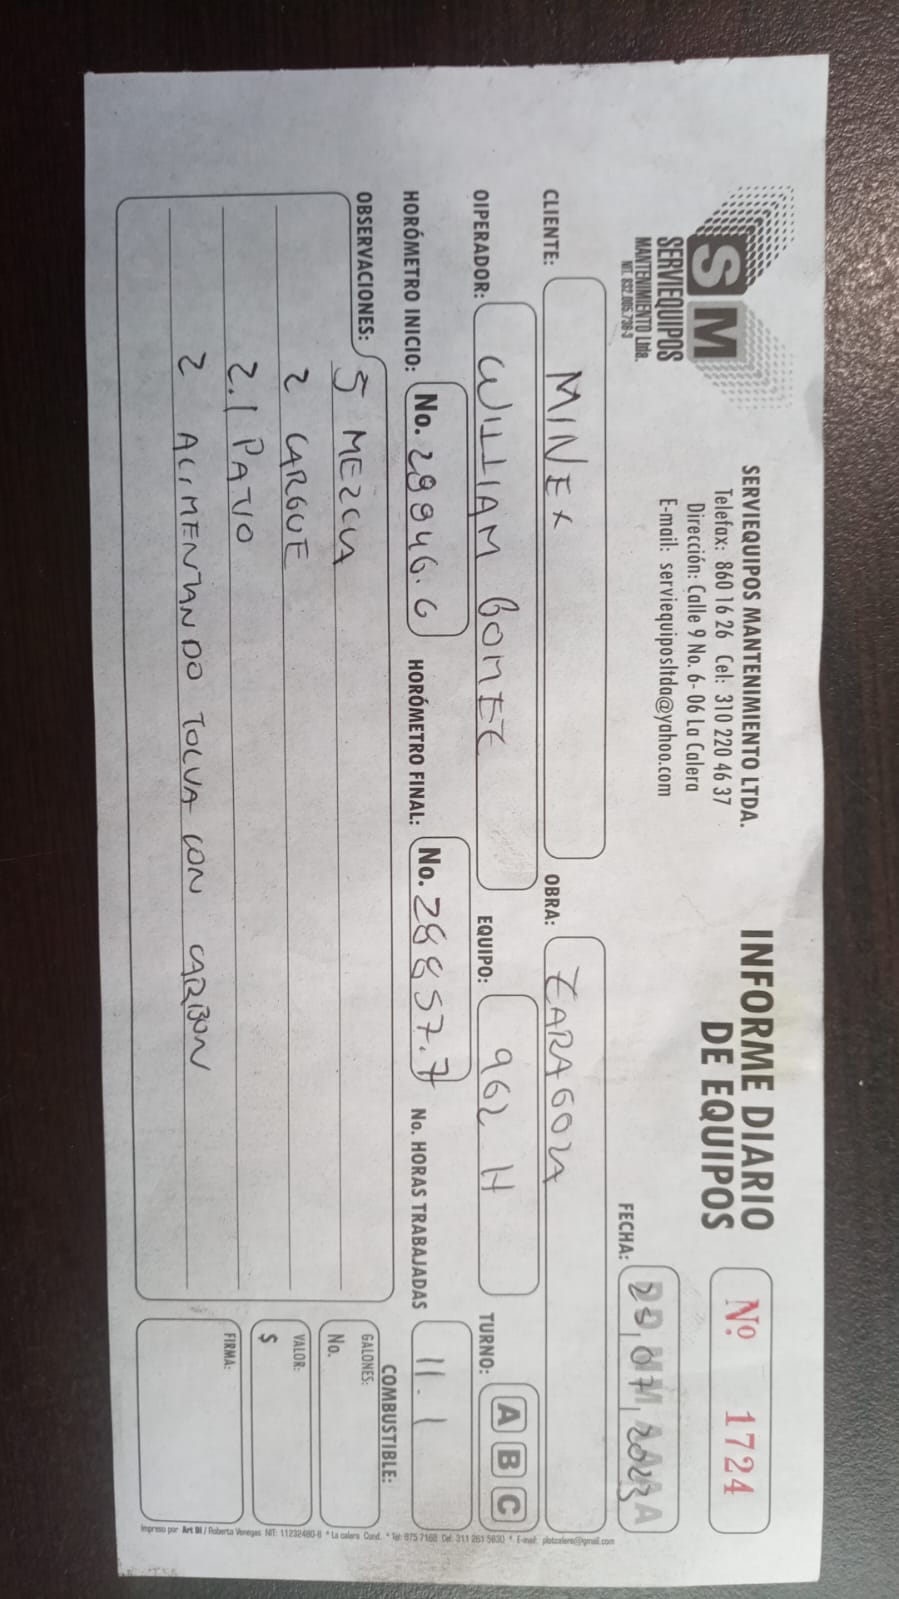 SM
SERVIEQUIPOS
MANTENIMIENTO Ltda.
NIT. 832.005.738-3
SERVIEQUIPOS MANTENIMIENTO LTDA.
Telefax: 860 16 26 Cel: 310 220 46 37
Dirección: Calle 9 No. 6- 06 La Calera
E-mail: serviequiposltda@yahoo.com
INFORME DIARIO
DE EQUIPOS
Nº 1724
FECHA: 29, 07, 2023
CLIENTE: MINEX OBRA: ZARAGOZA
OIPERADOR: WILLIAM GOMEZ EQUIPO: 962 H TURNO: A B C
HORÓMETRO INICIO: No. 28846.6 HORÓMETRO FINAL: No. 28857.7 No. HORAS TRABAJADAS 11.1
OBSERVACIONES: 5 MEZCLA
2 CARGUE
2.1 PATIO
2 ALIMENTANDO TOLVA CON CARBON
COMBUSTIBLE:
GALONES:
No.
VALOR:
$
FIRMA:
Impreso por Art Di / Roberta Venegas NIT: 11232480-8 * La calera Cund. * Tel: 875 7168 Cel: 311 261 5830 * E-mail: plotcalera@gmail.com